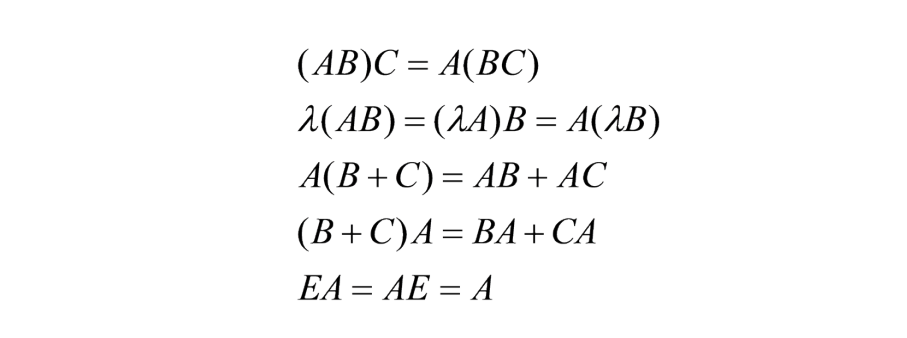 (AB)C = A(BC)
λ(AB) = (λA)B = A(λB)
A(B + C) = AB + AC
(B + C)A = BA + CA
EA = AE = A